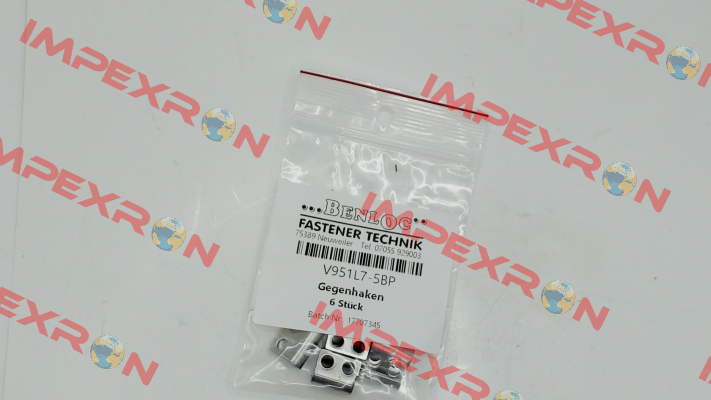 IMPEXRON
IMPEXRON
IMPEXRON
IMPEXRON
IMPEXRON
IMPEXRON
IMPEXRON
IMPEXRON
...BENLOC...
FASTENER TECHNIK
75389 Neuweiler Tel. 07055 929003
V951L7-5BP
Gegenhaken
6 Stück
Batch Nr. 17707345